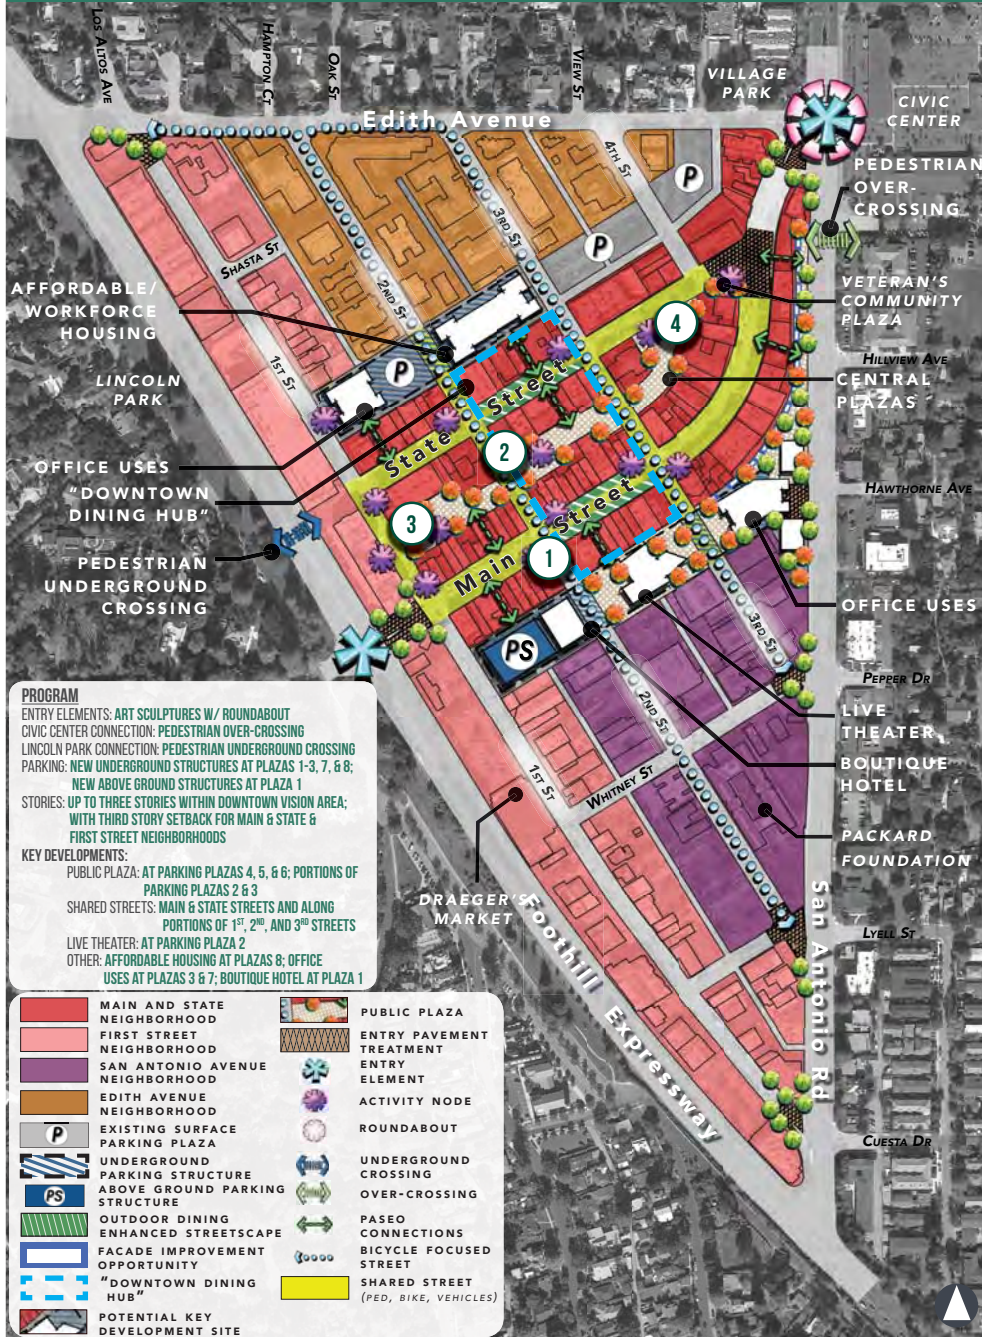 LOS ALTOS AVE
HAMPTON CT
OAK ST
VIEW ST
VILLAGE
PARK
CIVIC
CENTER
Edith Avenue
4TH ST
P
PEDESTRIAN
OVER-
CROSSING
3RD ST
P
SHASTA ST
2ND ST
AFFORDABLE/
WORKFORCE
HOUSING
VETERAN'S
COMMUNITY
PLAZA
4
1ST ST
P
HILLVIEW AVE
LINCOLN
PARK
CENTRAL
PLAZAS
State Street
2
OFFICE USES
"DOWNTOWN
DINING HUB"
HAWTHORNE AVE
3
Main Street
1
PEDESTRIAN
UNDERGROUND
CROSSING
OFFICE USES
3RD ST
PS
PEPPER DR
2ND ST
LIVE
THEATER
BOUTIQUE
HOTEL
1ST ST
WHITNEY ST
PACKARD
FOUNDATION
DRAEGER'S
MARKET
Foothill Expressway
San Antonio Rd
LYELL ST
CUESTA DR
PROGRAM
ENTRY ELEMENTS: ART SCULPTURES W/ ROUNDABOUT
CIVIC CENTER CONNECTION: PEDESTRIAN OVER-CROSSING
LINCOLN PARK CONNECTION: PEDESTRIAN UNDERGROUND CROSSING
PARKING: NEW UNDERGROUND STRUCTURES AT PLAZAS 1-3, 7, & 8;
NEW ABOVE GROUND STRUCTURES AT PLAZA 1
STORIES: UP TO THREE STORIES WITHIN DOWNTOWN VISION AREA;
WITH THIRD STORY SETBACK FOR MAIN & STATE &
FIRST STREET NEIGHBORHOODS
KEY DEVELOPMENTS:
PUBLIC PLAZA: AT PARKING PLAZAS 4, 5, & 6; PORTIONS OF
PARKING PLAZAS 2 & 3
SHARED STREETS: MAIN & STATE STREETS AND ALONG
PORTIONS OF 1ST, 2ND, AND 3RD STREETS
LIVE THEATER: AT PARKING PLAZA 2
OTHER: AFFORDABLE HOUSING AT PLAZAS 8; OFFICE
USES AT PLAZAS 3 & 7; BOUTIQUE HOTEL AT PLAZA 1
MAIN AND STATE
NEIGHBORHOOD
FIRST STREET
NEIGHBORHOOD
SAN ANTONIO AVENUE
NEIGHBORHOOD
EDITH AVENUE
NEIGHBORHOOD
P
EXISTING SURFACE
PARKING PLAZA
UNDERGROUND
PARKING STRUCTURE
PS
ABOVE GROUND PARKING
STRUCTURE
OUTDOOR DINING
ENHANCED STREETSCAPE
FACADE IMPROVEMENT
OPPORTUNITY
"DOWNTOWN DINING
HUB"
POTENTIAL KEY
DEVELOPMENT SITE
PUBLIC PLAZA
ENTRY PAVEMENT
TREATMENT
ENTRY
ELEMENT
ACTIVITY NODE
ROUNDABOUT
UNDERGROUND
CROSSING
OVER-CROSSING
PASEO
CONNECTIONS
BICYCLE FOCUSED
STREET
SHARED STREET
(PED, BIKE, VEHICLES)